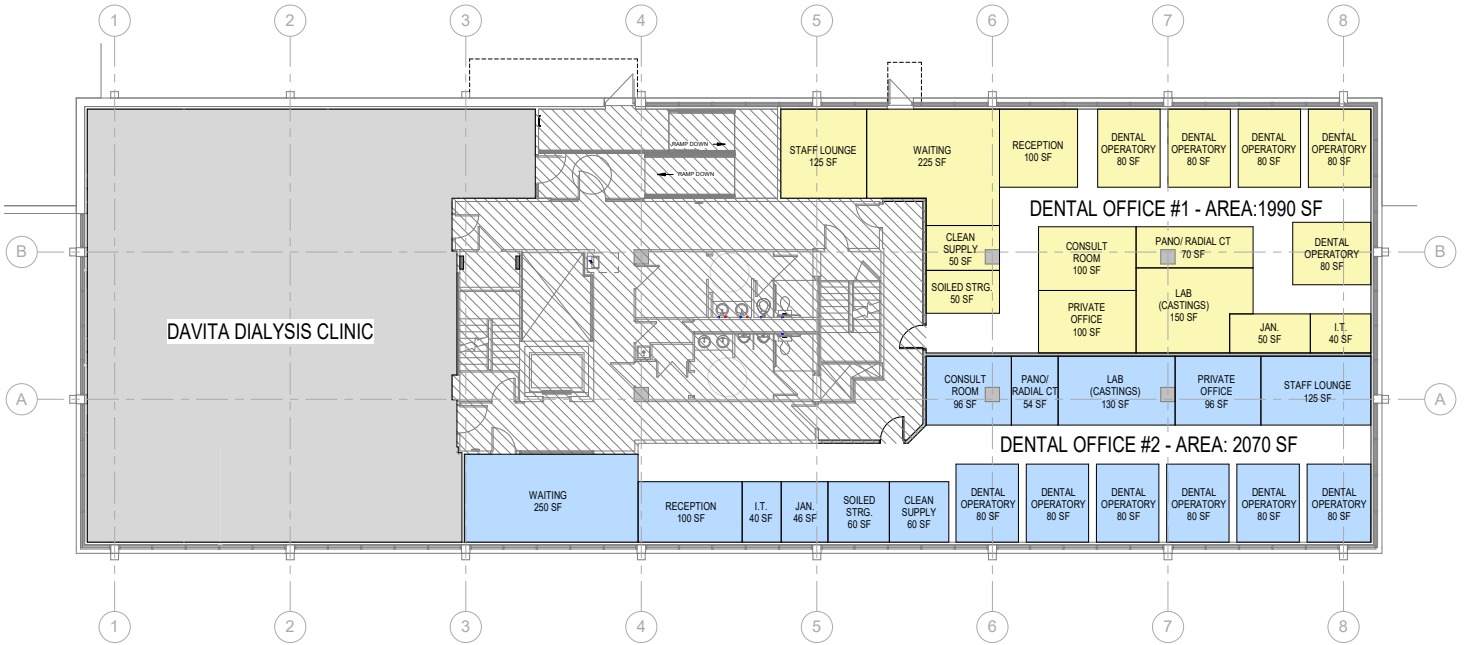 1 2 3 4 5 6 7 8
RAMP DOWN
RAMP DOWN
STAFF LOUNGE
125 SF
WAITING
225 SF
RECEPTION
100 SF
DENTAL
OPERATORY
80 SF
DENTAL
OPERATORY
80 SF
DENTAL
OPERATORY
80 SF
DENTAL
OPERATORY
80 SF
DENTAL OFFICE #1 - AREA:1990 SF
B
B
CLEAN
SUPPLY
50 SF
SOILED STRG.
50 SF
CONSULT
ROOM
100 SF
PANO/ RADIAL CT
70 SF
DENTAL
OPERATORY
80 SF
PRIVATE
OFFICE
100 SF
LAB
(CASTINGS)
150 SF
JAN.
50 SF
I.T.
40 SF
DAVITA DIALYSIS CLINIC
A
A
CONSULT
ROOM
96 SF
PANO/
RADIAL CT
54 SF
LAB
(CASTINGS)
130 SF
PRIVATE
OFFICE
96 SF
STAFF LOUNGE
125 SF
DENTAL OFFICE #2 - AREA: 2070 SF
WAITING
250 SF
RECEPTION
100 SF
I.T.
40 SF
JAN.
46 SF
SOILED
STRG.
60 SF
CLEAN
SUPPLY
60 SF
DENTAL
OPERATORY
80 SF
DENTAL
OPERATORY
80 SF
DENTAL
OPERATORY
80 SF
DENTAL
OPERATORY
80 SF
DENTAL
OPERATORY
80 SF
DENTAL
OPERATORY
80 SF
1 2 3 4 5 6 7 8